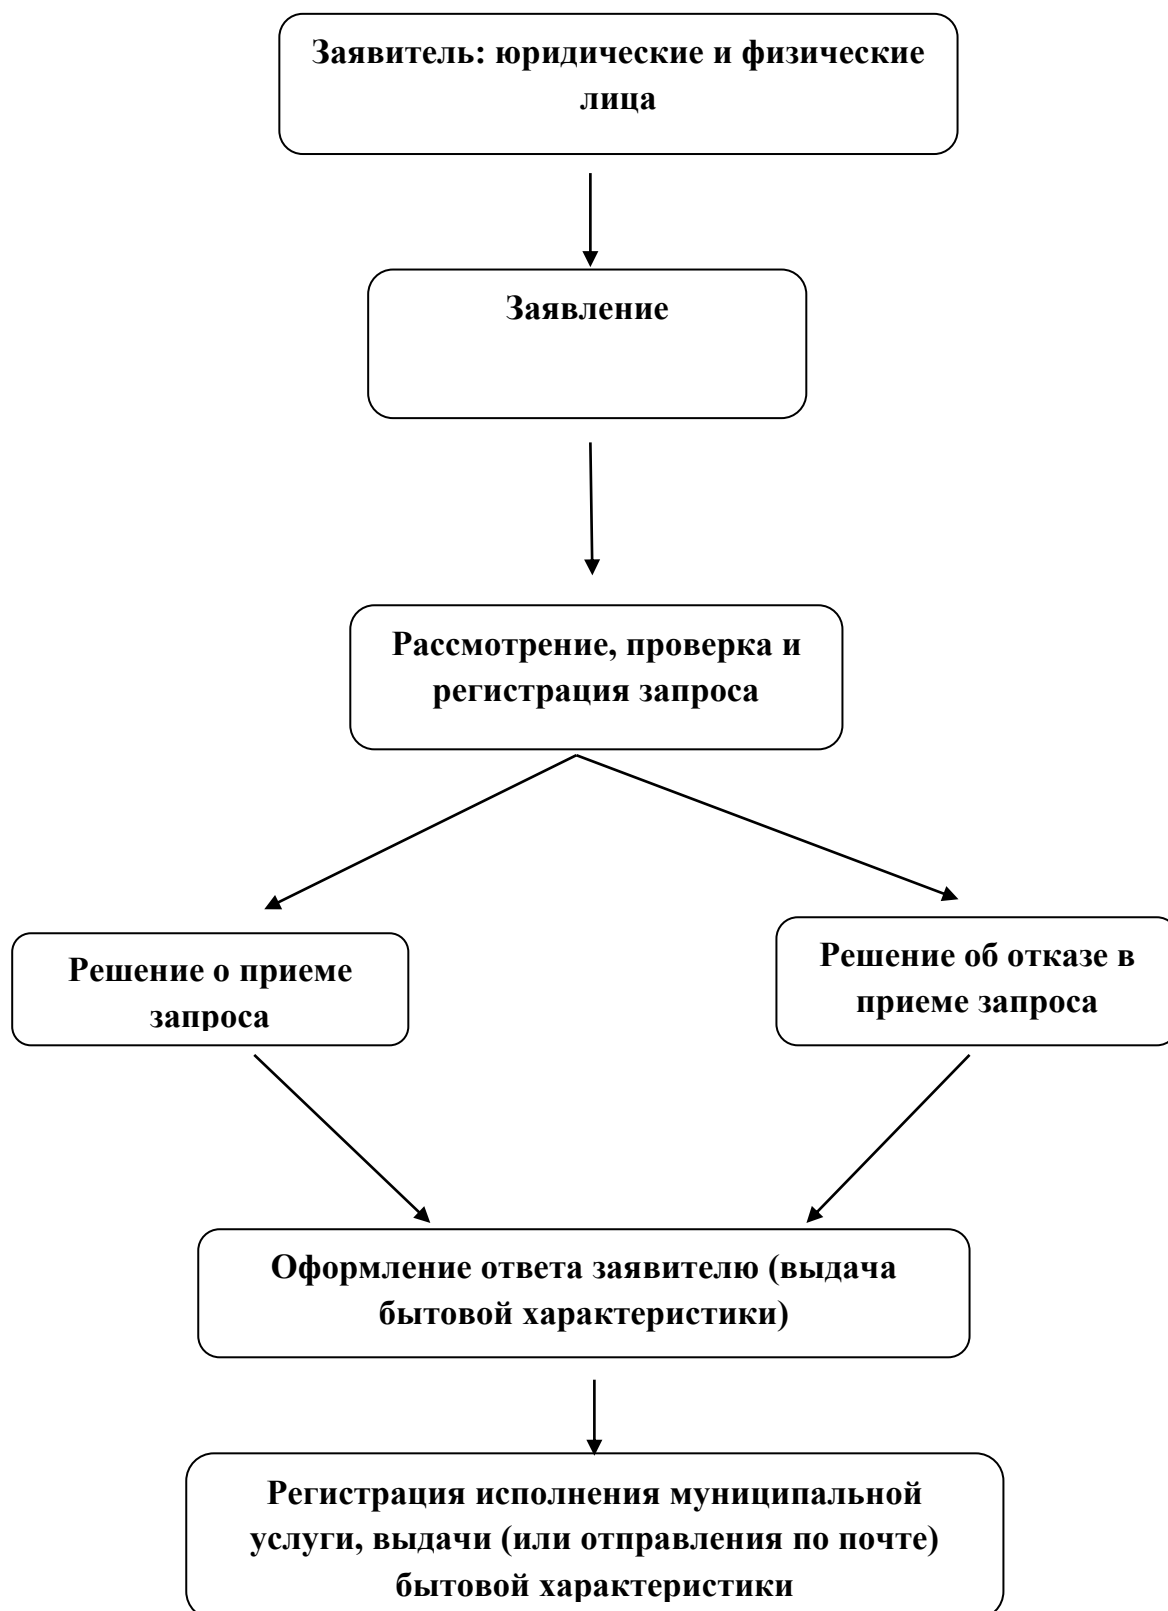 Заявитель: юридические и физические
лица
Заявление
Рассмотрение, проверка и
регистрация запроса
Решение о приеме
запроса
Решение об отказе в
приеме запроса
Оформление ответа заявителю (выдача
бытовой характеристики)
Регистрация исполнения муниципальной
услуги, выдачи (или отправления по почте)
бытовой характеристики